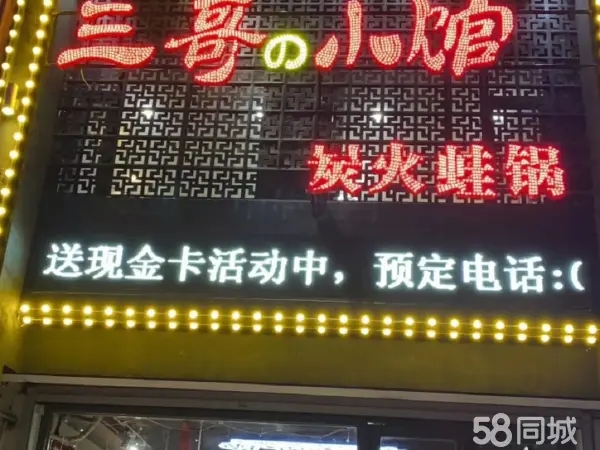 三哥の小馆
炭火蛙锅
送现金卡活动中，预定电话:(
58同城